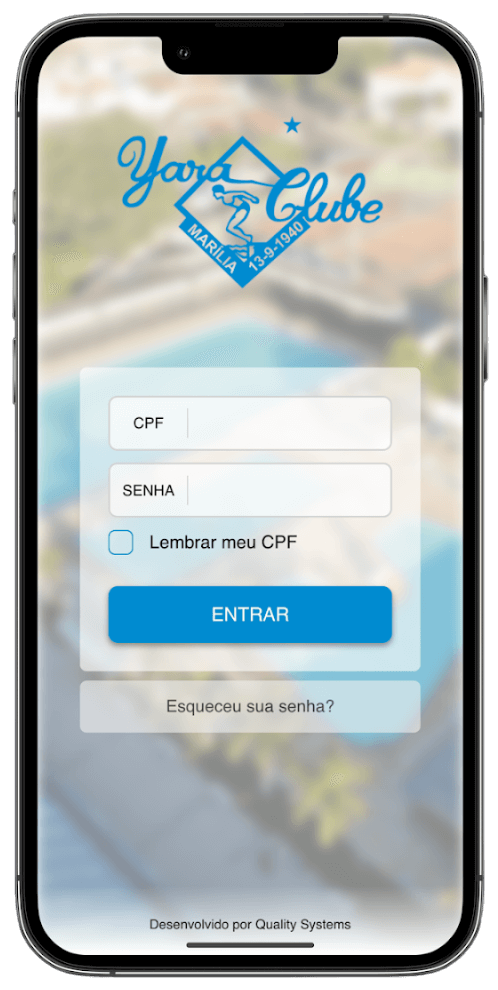 Yara Clube
MARÍLIA 13-9-1940
CPF
SENHA
Lembrar meu CPF
ENTRAR
Esqueceu sua senha?
Desenvolvido por Quality Systems